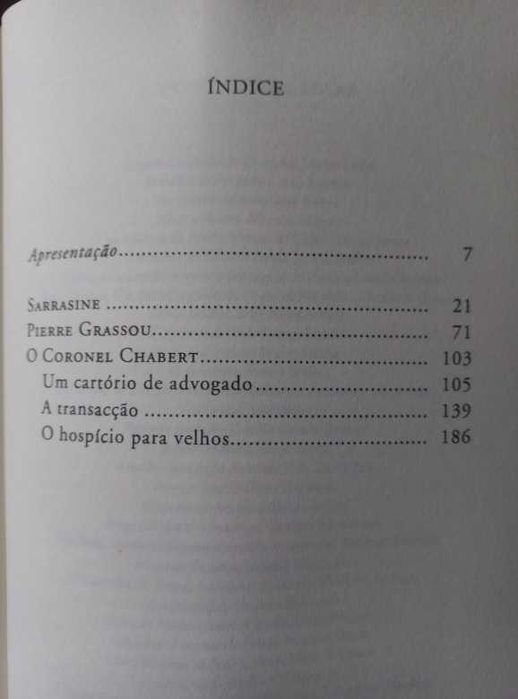 ÍNDICE
Apresentação........................................................ 7
SARRASINE ........................................................ 21
PIERRE GRASSOU.................................................. 71
O CORONEL CHABERT........................................ 103
Um cartório de advogado.............................. 105
A transacção .................................................. 139
O hospício para velhos.................................. 186